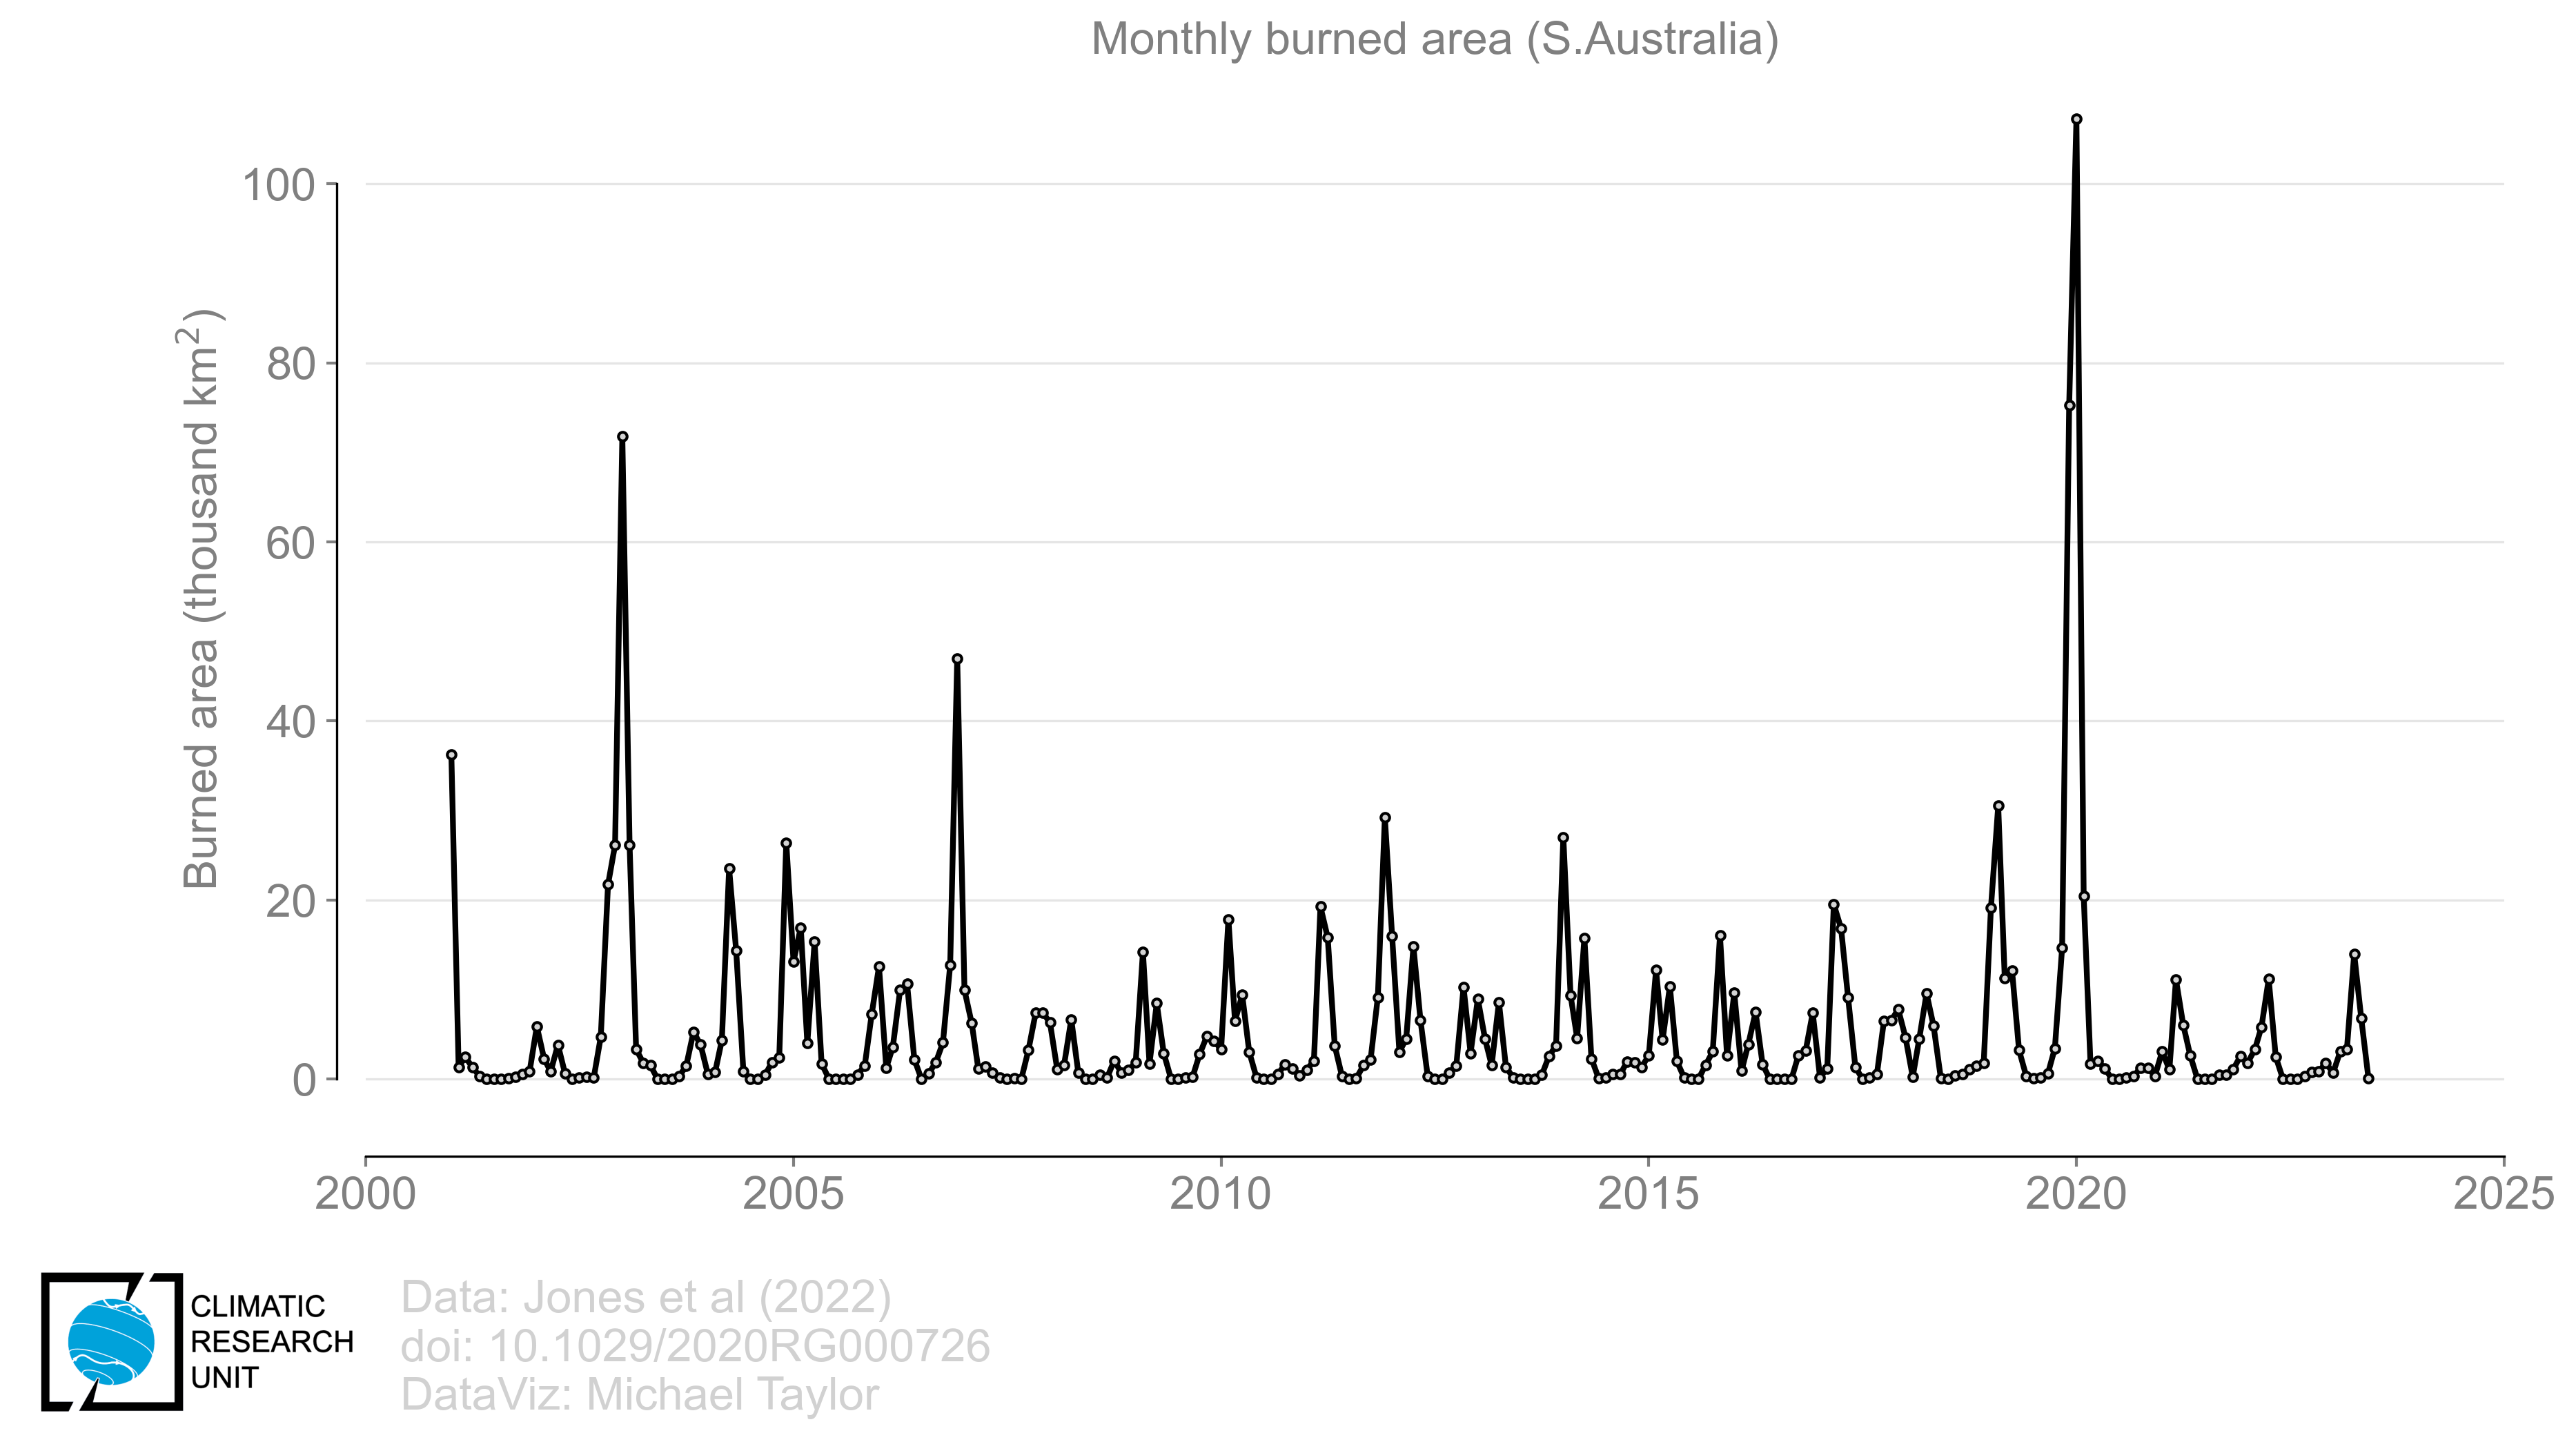 Monthly burned area (S.Australia)
Burned area (thousand km²)
100
80
60
40
20
0
2000 2005 2010 2015 2020 2025
CLIMATIC
RESEARCH
UNIT
Data: Jones et al (2022)
doi: 10.1029/2020RG000726
DataViz: Michael Taylor